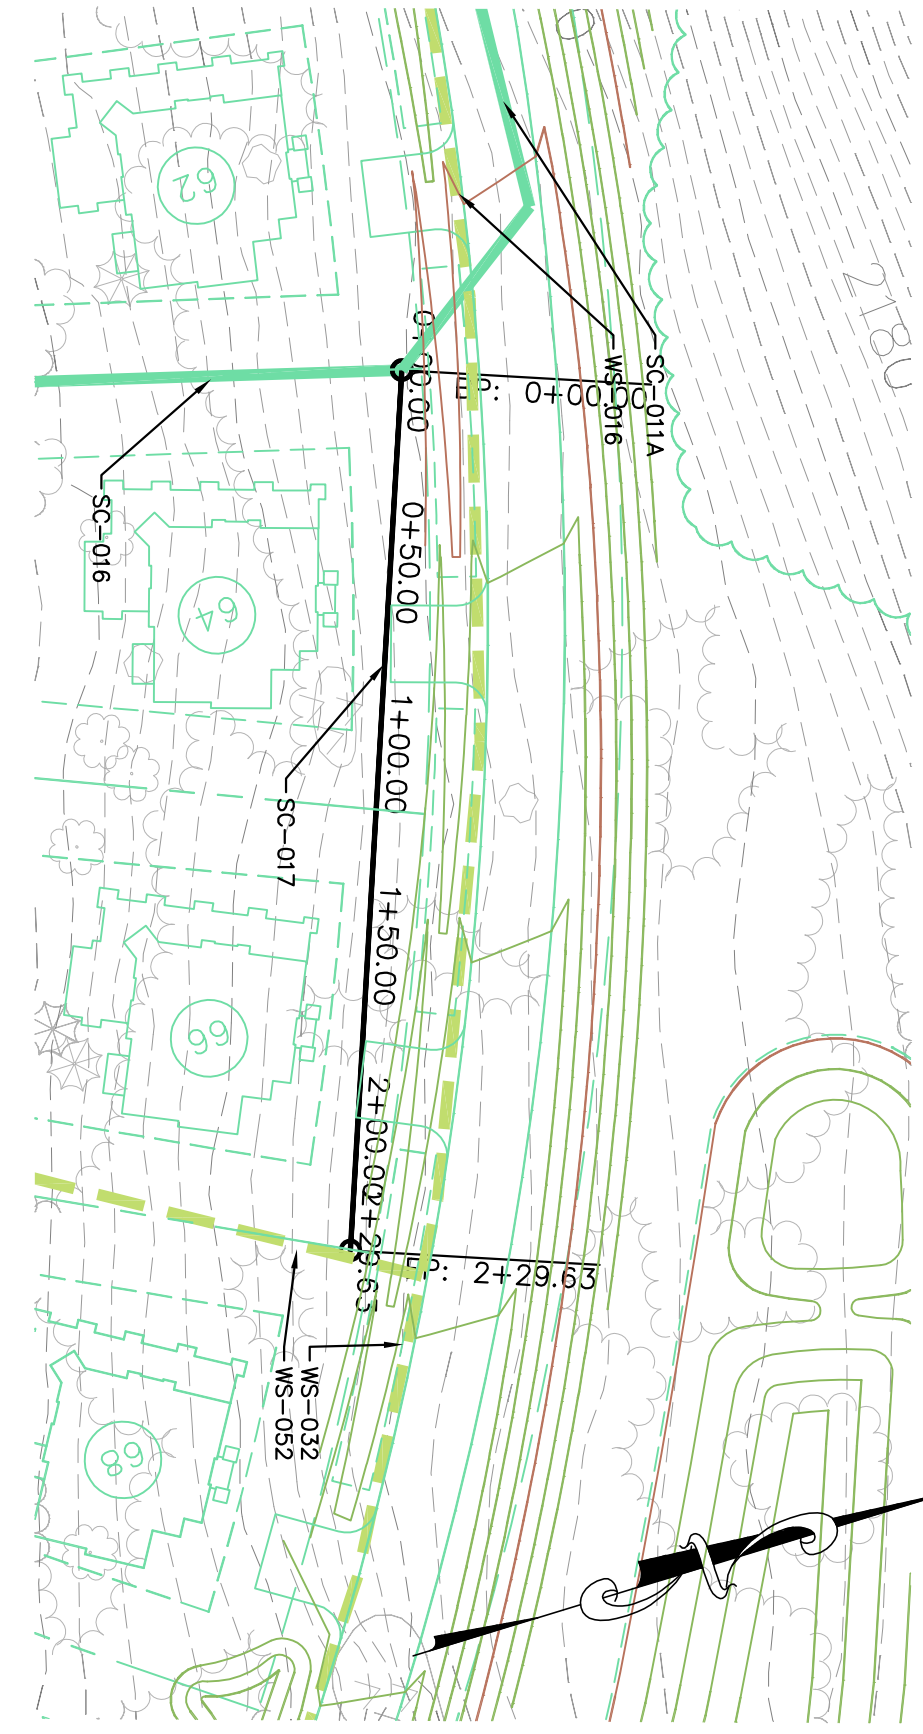 62
2180
SC-011A
WS-016
0+00.00
BP: 0+00.00
SC-016
0+50.00
64
SC-017
1+00.00
1+50.00
66
2+00.00
2+29.63
EP: 2+29.63
WS-032
WS-052
68
N